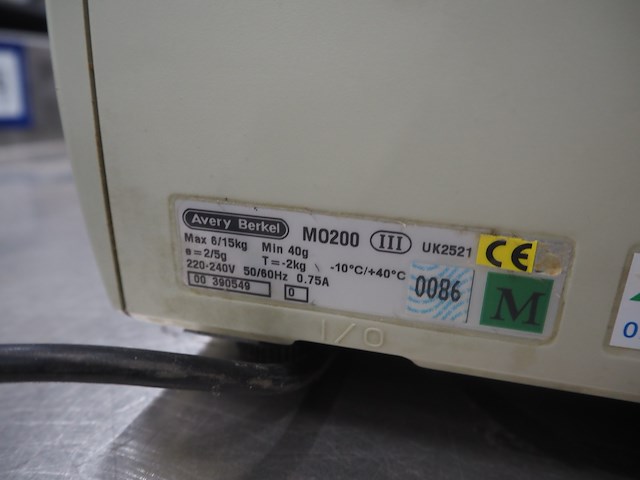 Avery Berkel MO200 III UK2521 CE
Max 6/15kg Min 40g
e=2/5g T=-2kg -10°C/+40°C
220-240V 50/60Hz 0.75A
00 390549 0
0086 M
I/O
0